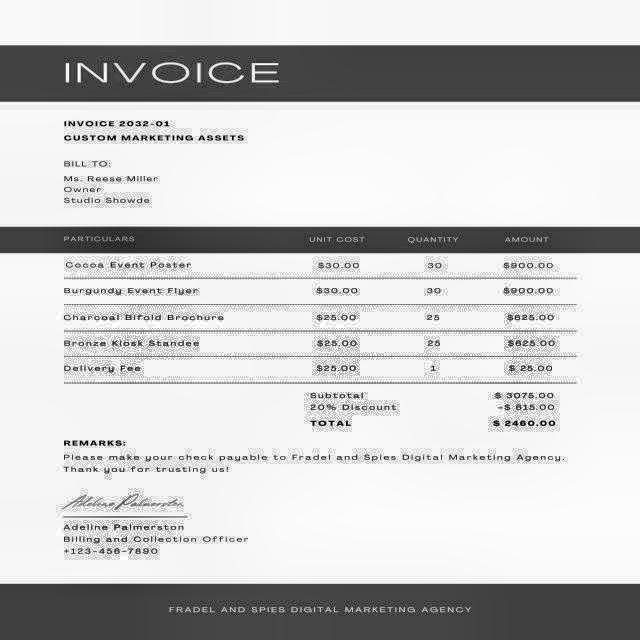 INVOICE
INVOICE 2032-01
CUSTOM MARKETING ASSETS
BILL TO:
Ms. Reese Miller
Owner
Studio Showde
PARTICULARS UNIT COST QUANTITY AMOUNT
Cocoa Event Poster $30.00 30 $900.00
Burgundy Event Flyer $30.00 30 $900.00
Charcoal Bifold Brochure $25.00 25 $625.00
Bronze Kiosk Standee $25.00 25 $625.00
Delivery Fee $25.00 1 $ 25.00
Subtotal $ 3075.00
20% Discount -$ 615.00
TOTAL $ 2460.00
REMARKS:
Please make your check payable to Fradel and Spies Digital Marketing Agency.
Thank you for trusting us!
Adeline Palmerston
Adeline Palmerston
Billing and Collection Officer
+123-456-7890
FRADEL AND SPIES DIGITAL MARKETING AGENCY